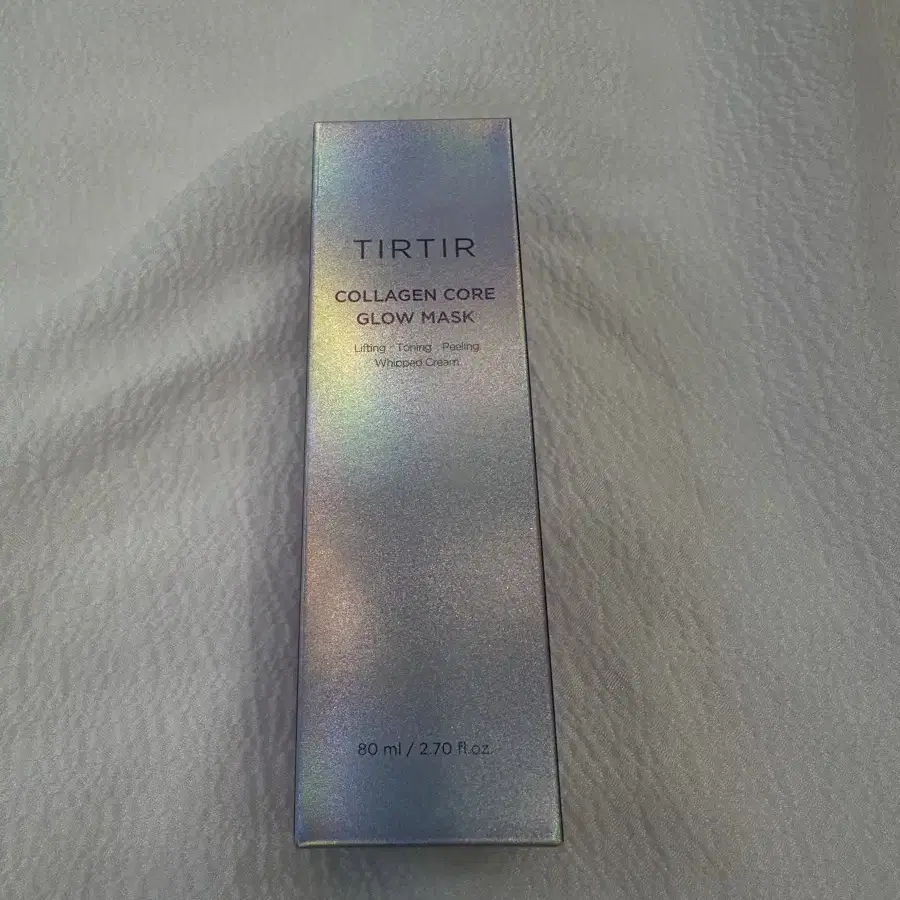 TIRTIR
COLLAGEN CORE
GLOW MASK
Lifting · Toning · Peeling
Whipped Cream
80 ml / 2.70 fl.oz.